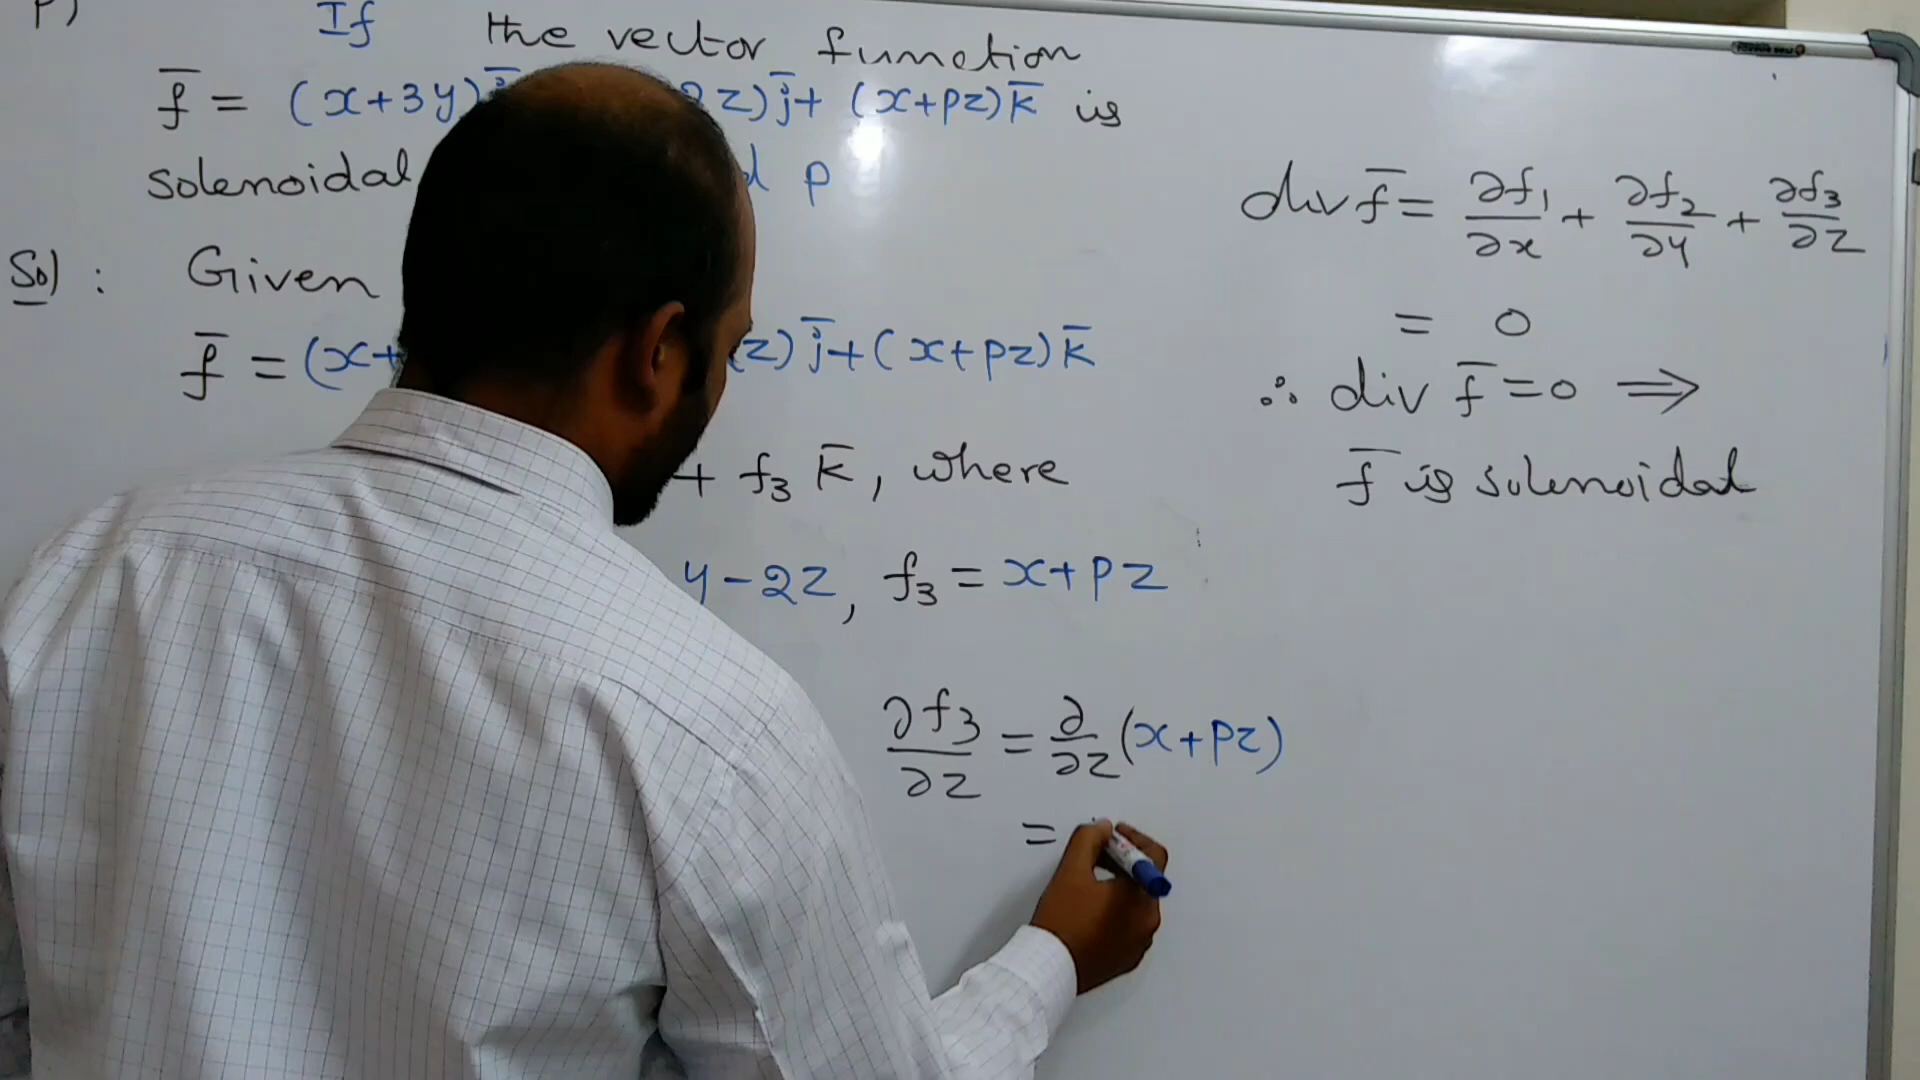 P) If the vector function
f̄ = (x+3y) 2z)j̄+ (x+pz)k̄ is
solenoidal p
Sol : Given
f̄ = (x+ z)j̄+(x+pz)k̄
+ f₃ k̄, where
y-2z, f₃ = x+pz
∂f₃/∂z = ∂/∂z (x+pz)
=
div f̄ = ∂f₁/∂x + ∂f₂/∂y + ∂f₃/∂z
= 0
∴ div f̄ = 0 ⇒
f̄ is solenoidal